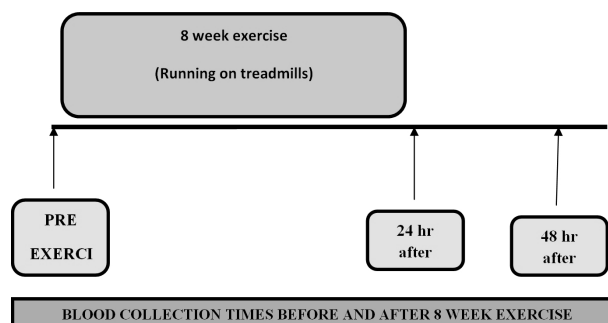 8 week exercise
(Running on treadmills)
PRE
EXERCI
24 hr
after
48 hr
after
BLOOD COLLECTION TIMES BEFORE AND AFTER 8 WEEK EXERCISE